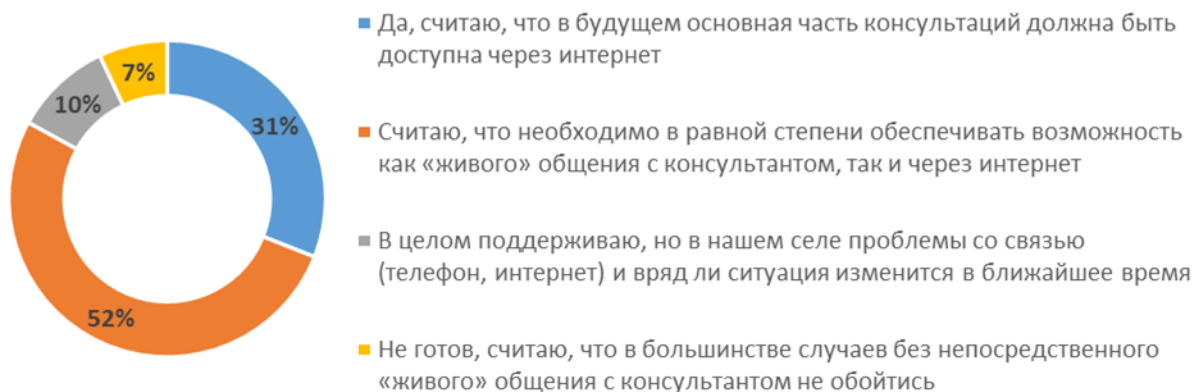 7%
10%
31%
52%
Да, считаю, что в будущем основная часть консультаций должна быть
доступна через интернет
Считаю, что необходимо в равной степени обеспечивать возможность
как «живого» общения с консультантом, так и через интернет
В целом поддерживаю, но в нашем селе проблемы со связью
(телефон, интернет) и вряд ли ситуация изменится в ближайшее время
Не готов, считаю, что в большинстве случаев без непосредственного
«живого» общения с консультантом не обойтись